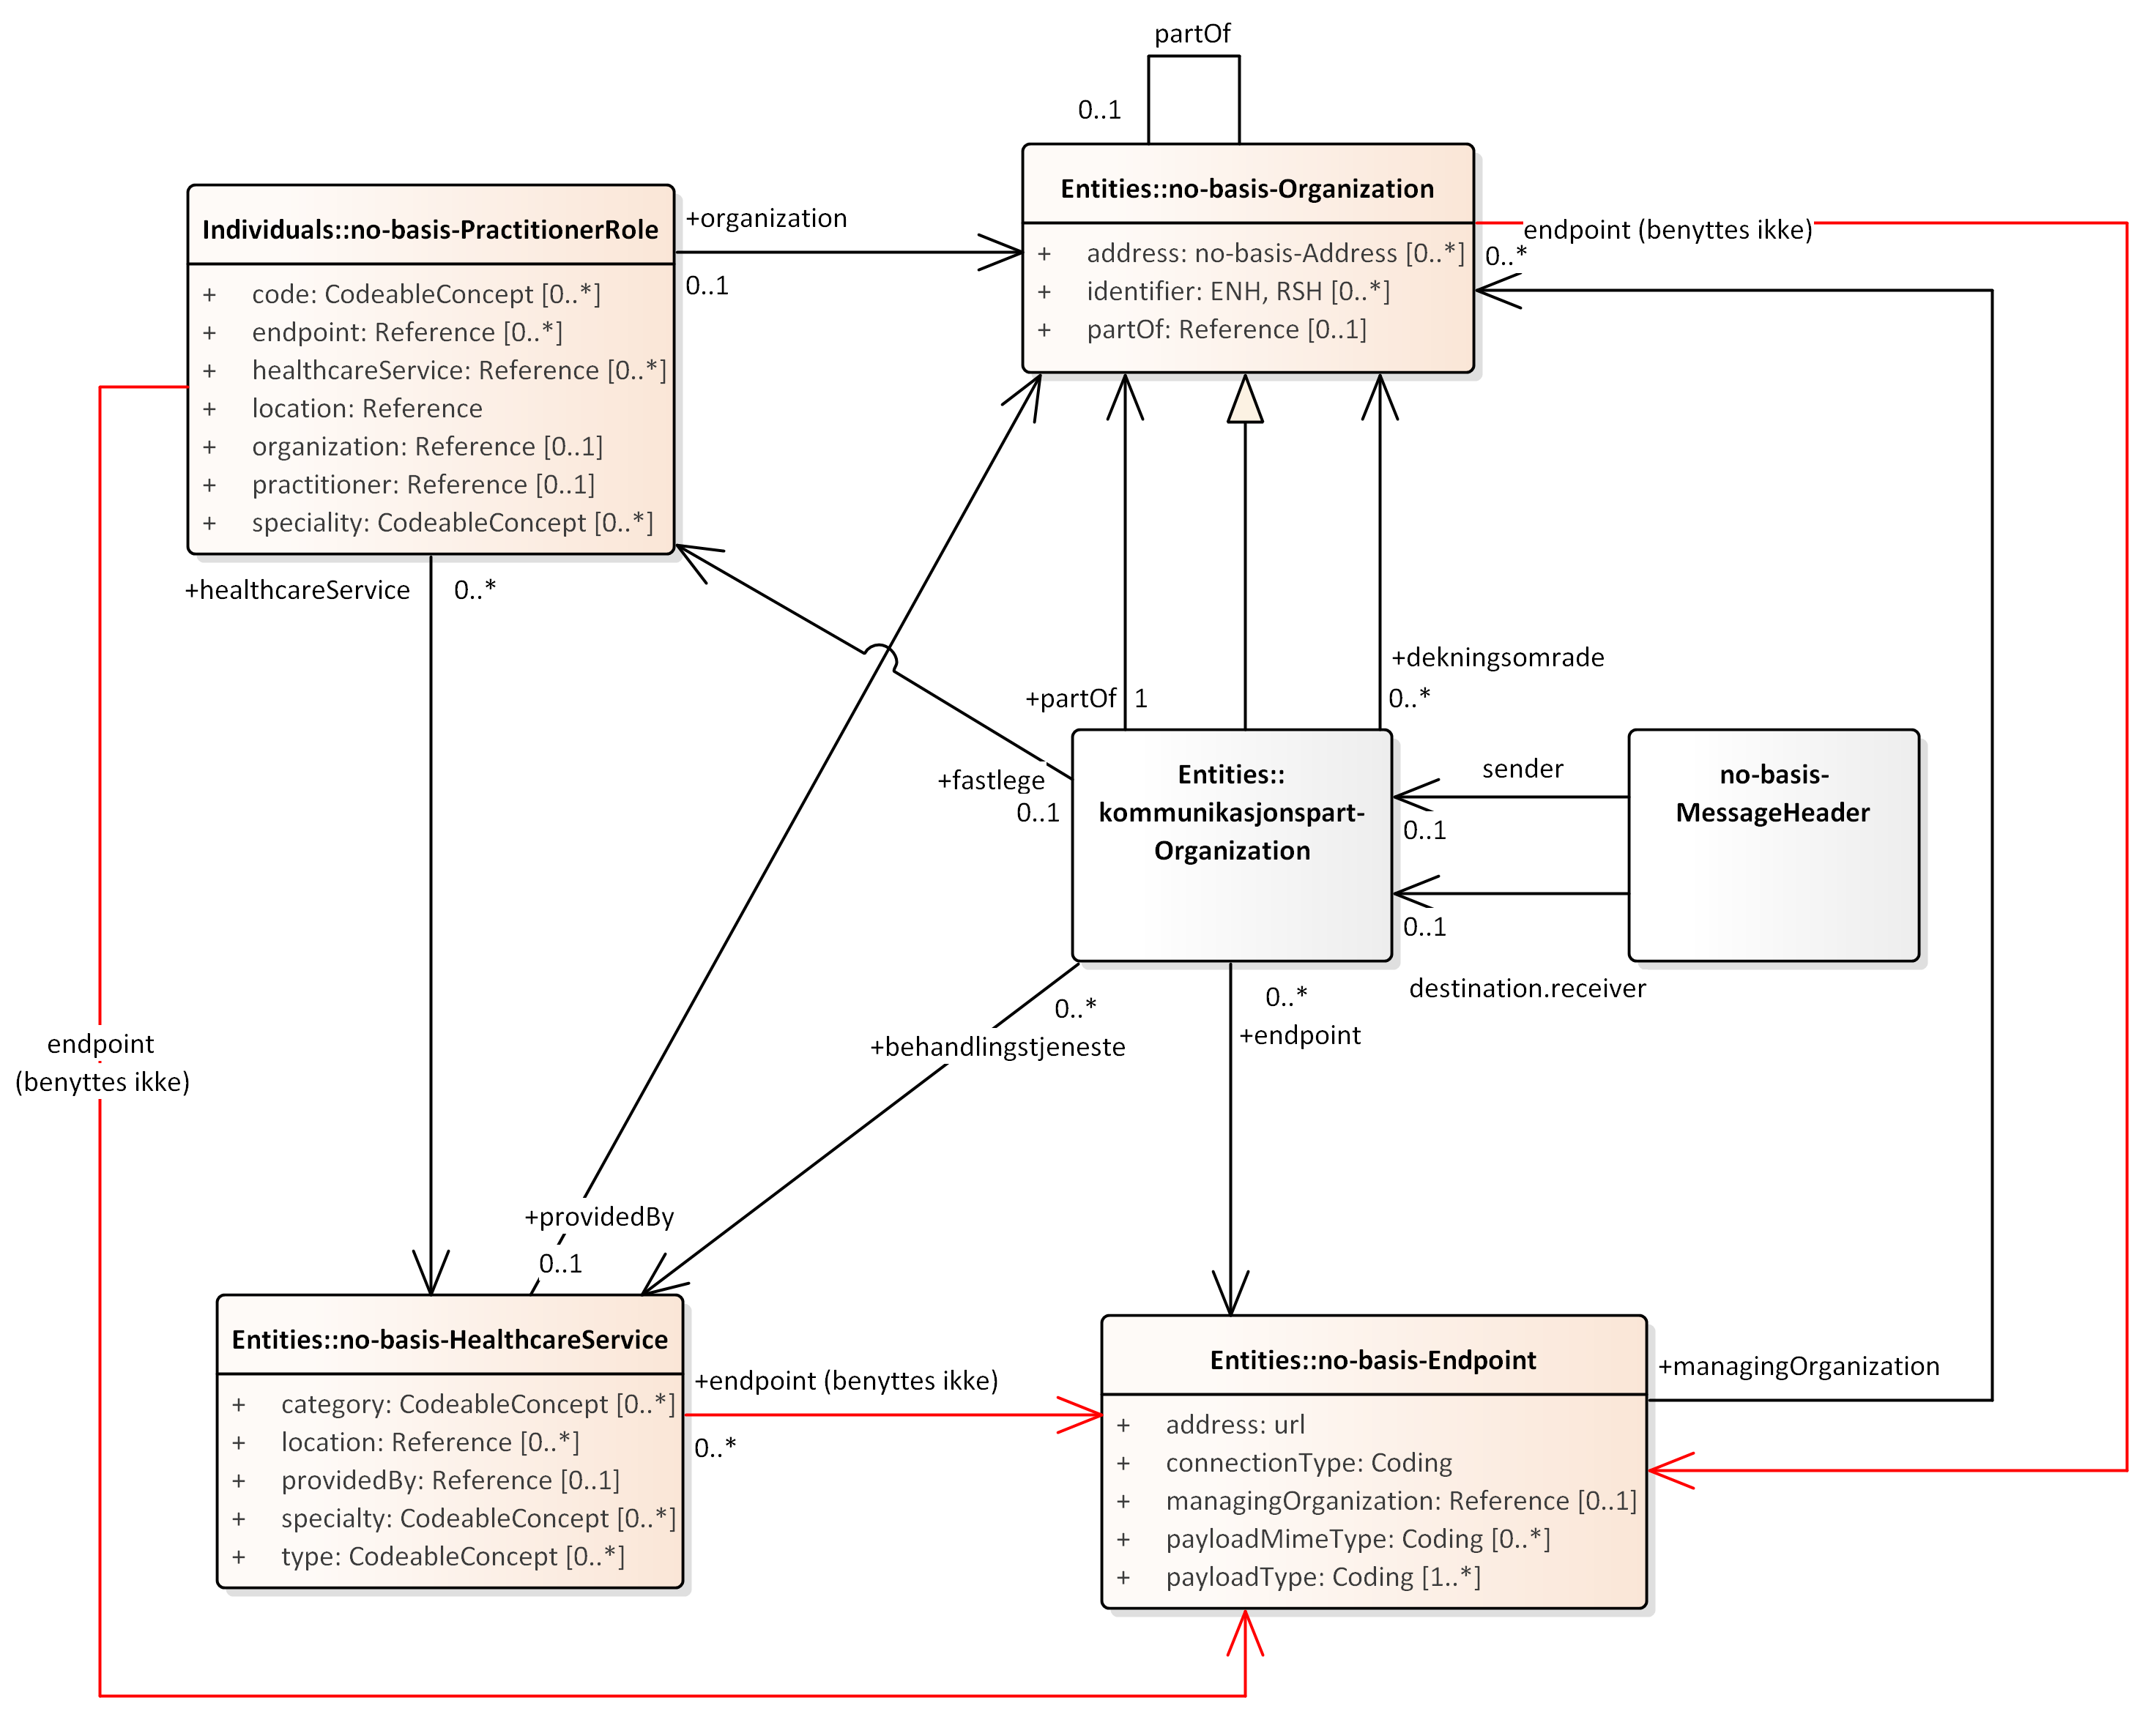 partOf
0..1
Entities::no-basis-Organization
+ address: no-basis-Address [0..*]
+ identifier: ENH, RSH [0..*]
+ partOf: Reference [0..1]
endpoint (benyttes ikke)
0..*
Individuals::no-basis-PractitionerRole
+ code: CodeableConcept [0..*]
+ endpoint: Reference [0..*]
+ healthcareService: Reference [0..*]
+ location: Reference
+ organization: Reference [0..1]
+ practitioner: Reference [0..1]
+ speciality: CodeableConcept [0..*]
+organization
0..1
+healthcareService
0..*
+dekningsomrade
0..*
+partOf
1
+fastlege
0..1
Entities::
kommunikasjonspart-
Organization
sender
0..1
0..1
destination.receiver
no-basis-
MessageHeader
0..*
+behandlingstjeneste
0..*
+endpoint
endpoint
(benyttes ikke)
+providedBy
0..1
Entities::no-basis-HealthcareService
+ category: CodeableConcept [0..*]
+ location: Reference [0..*]
+ providedBy: Reference [0..1]
+ specialty: CodeableConcept [0..*]
+ type: CodeableConcept [0..*]
+endpoint (benyttes ikke)
0..*
Entities::no-basis-Endpoint
+ address: url
+ connectionType: Coding
+ managingOrganization: Reference [0..1]
+ payloadMimeType: Coding [0..*]
+ payloadType: Coding [1..*]
+managingOrganization